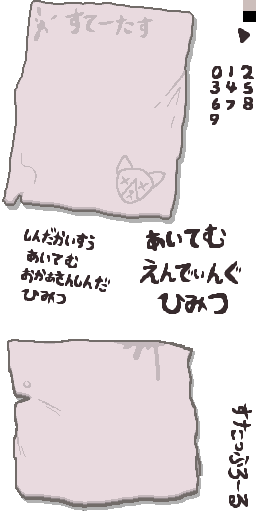 すてーたす
0 1 2
3 4 5
6 7 8
9
しんだかいすう
あいてむ
おかあさんしんだ
ひみつ
あいてむ
えんでぃんぐ
ひみつ
すたっふろーる